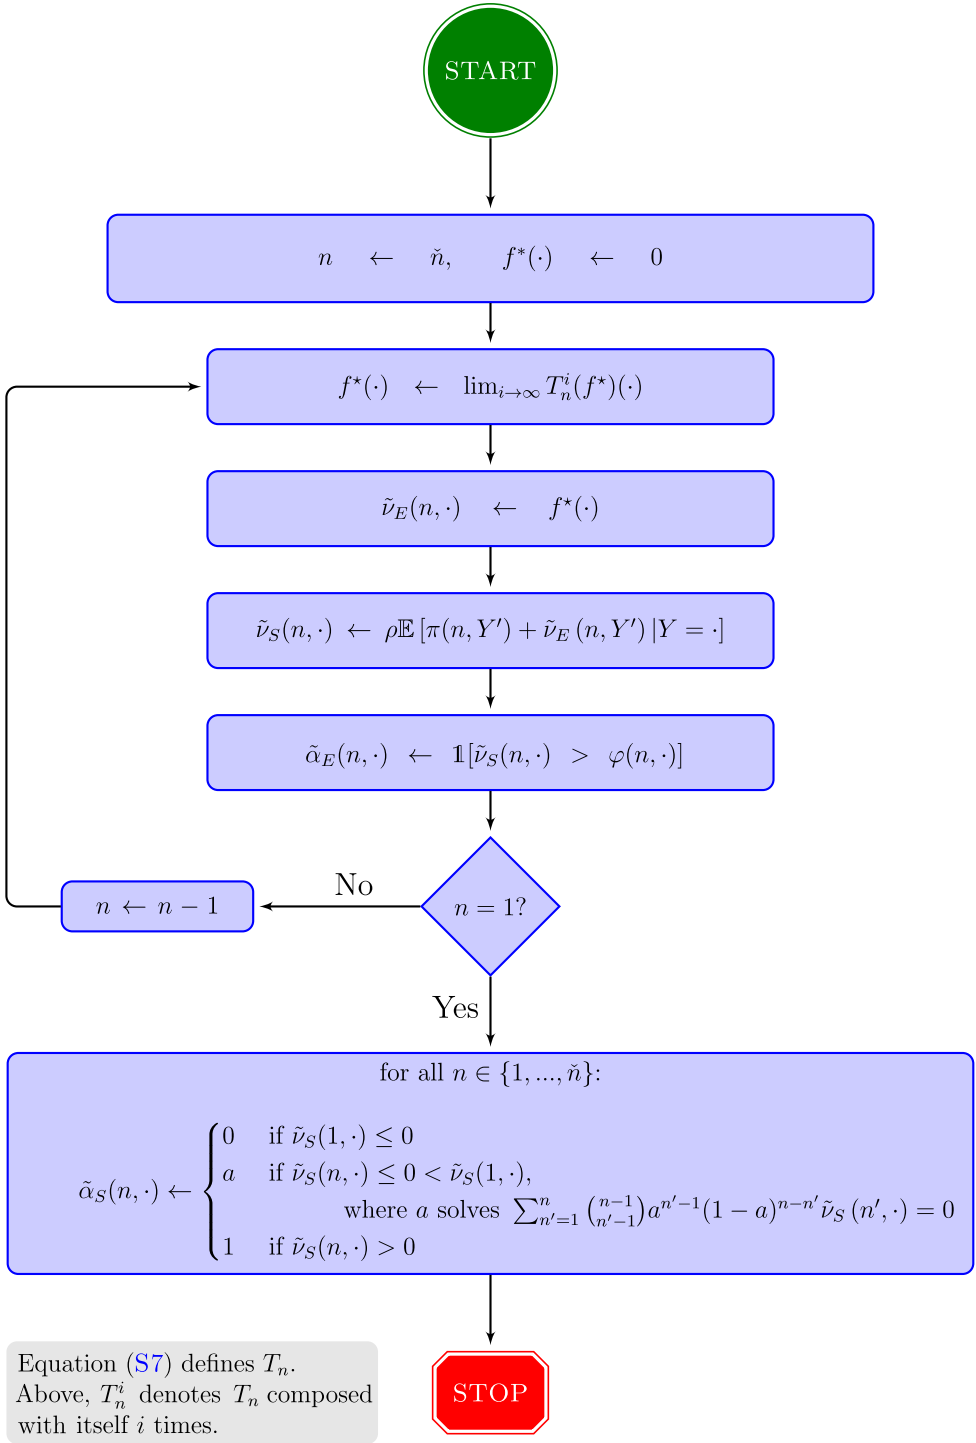 START
n ← ň, f*(·) ← 0
f⋆(·) ← lim_{i→∞} T_n^i(f⋆)(·)
ν̃_E(n, ·) ← f⋆(·)
ν̃_S(n, ·) ← ρ𝔼 [π(n, Y′) + ν̃_E (n, Y′) |Y = ·]
α̃_E(n, ·) ← 𝟙[ν̃_S(n, ·) > φ(n, ·)]
No
n ← n − 1
n = 1?
Yes
for all n ∈ {1, ..., ň}:
0 if ν̃_S(1, ·) ≤ 0
a if ν̃_S(n, ·) ≤ 0 < ν̃_S(1, ·),
α̃_S(n, ·) ← {
where a solves ∑_{n′=1}^{n} \binom{n−1}{n′−1} a^{n′−1}(1 − a)^{n−n′} ν̃_S (n′, ·) = 0
1 if ν̃_S(n, ·) > 0
Equation (S7) defines T_n.
Above, T_n^i denotes T_n composed
with itself i times.
STOP